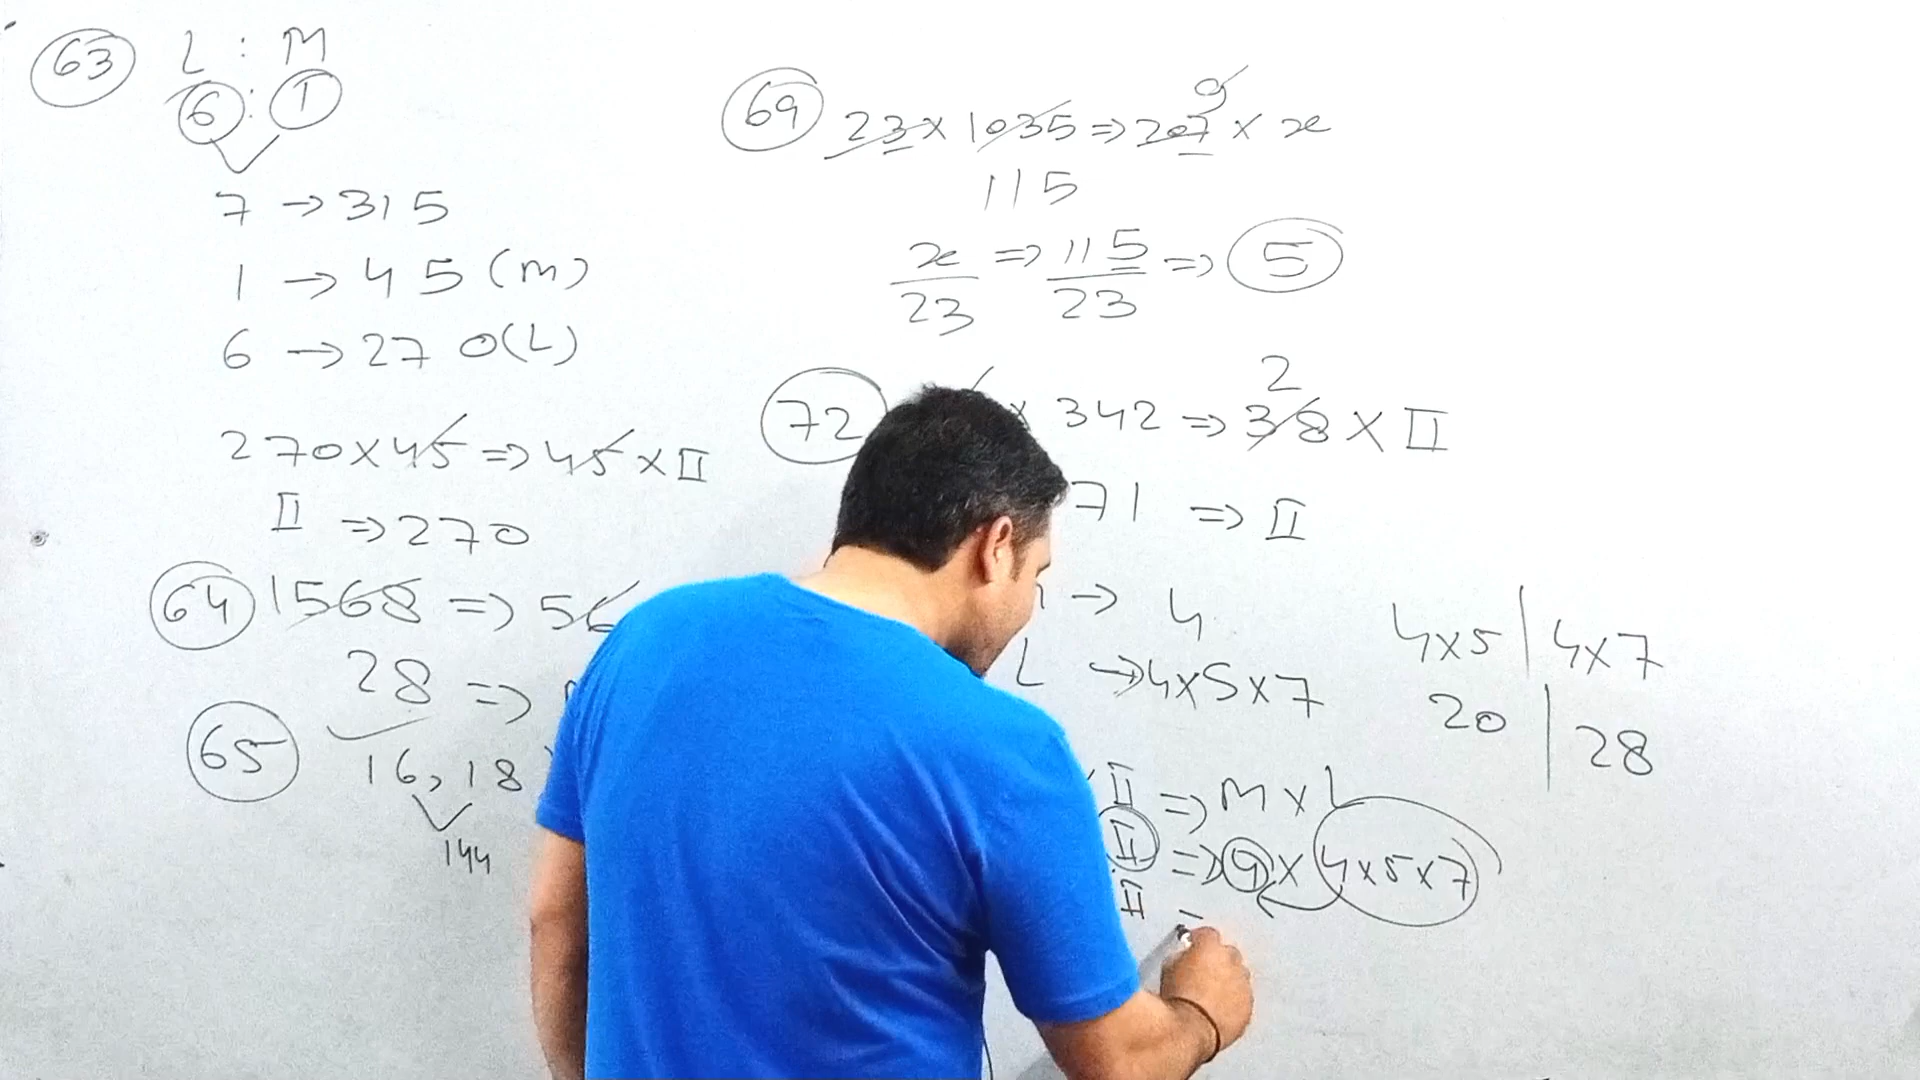 63 L : M
6 : 1
7 → 315
1 → 45 (m)
6 → 270 (L)
270 × 45 ⇒ 45 × II
II ⇒ 270
64 1568 ⇒ 56
28 ⇒
65 16, 18
144
69 23 × 1035 ⇒ 207 × x
9
115
x/23 ⇒ 115/23 ⇒ 5
2
72 × 342 ⇒ 38 × II
71 ⇒ II
→ 4
L → 4×5×7
4×5 | 4×7
20 | 28
II ⇒ M × L
II ⇒ 4 × 4×5×7
II